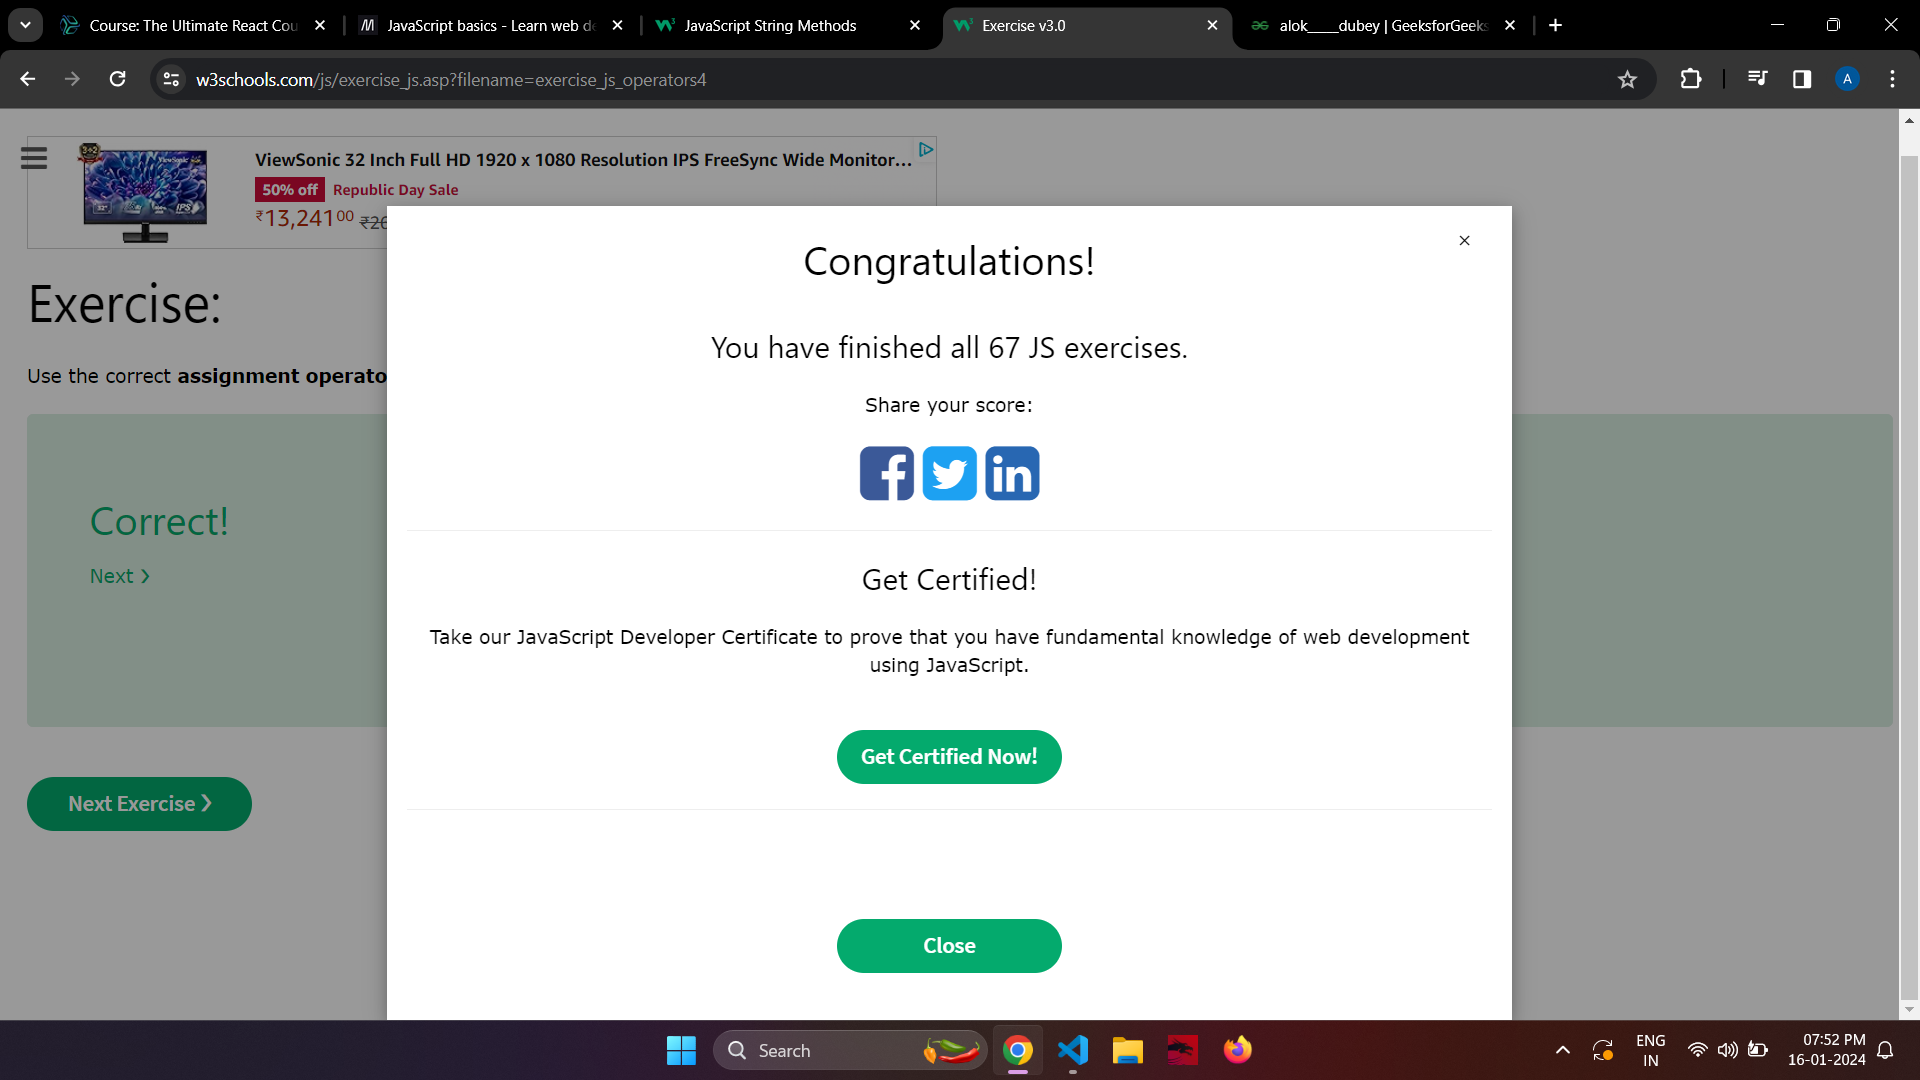 Course: The Ultimate React Cou
JavaScript basics - Learn web de
JavaScript String Methods
Exercise v3.0
alok____dubey | GeeksforGeeks
w3schools.com/js/exercise_js.asp?filename=exercise_js_operators4
A
ViewSonic 32 Inch Full HD 1920 x 1080 Resolution IPS FreeSync Wide Monitor...
50% off Republic Day Sale
₹13,24100 ₹26
Exercise:
Use the correct assignment operato
Correct!
Next ❯
Next Exercise ❯
×
Congratulations!
You have finished all 67 JS exercises.
Share your score:
Get Certified!
Take our JavaScript Developer Certificate to prove that you have fundamental knowledge of web development
using JavaScript.
Get Certified Now!
Close
Search
ENG
IN
07:52 PM
16-01-2024